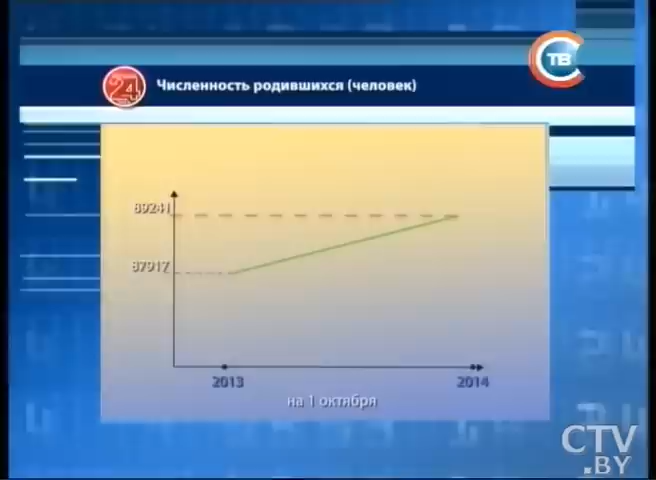 СТВ
24
Численность родившихся (человек)
89241
87917
2013
2014
на 1 октября
CTV
.BY